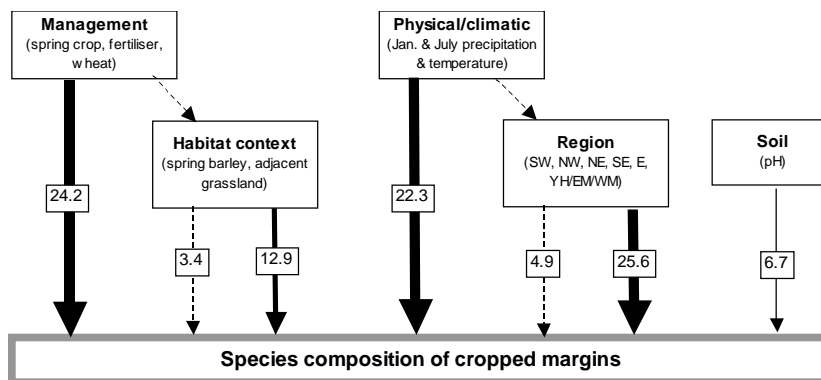 Management
(spring crop, fertiliser,
wheat)
Physical/climatic
(Jan. & July precipitation
& temperature)
Habitat context
(spring barley, adjacent
grassland)
Region
(SW, NW, NE, SE, E,
YH/EM/WM)
Soil
(pH)
24.2
22.3
3.4
12.9
4.9
25.6
6.7
Species composition of cropped margins